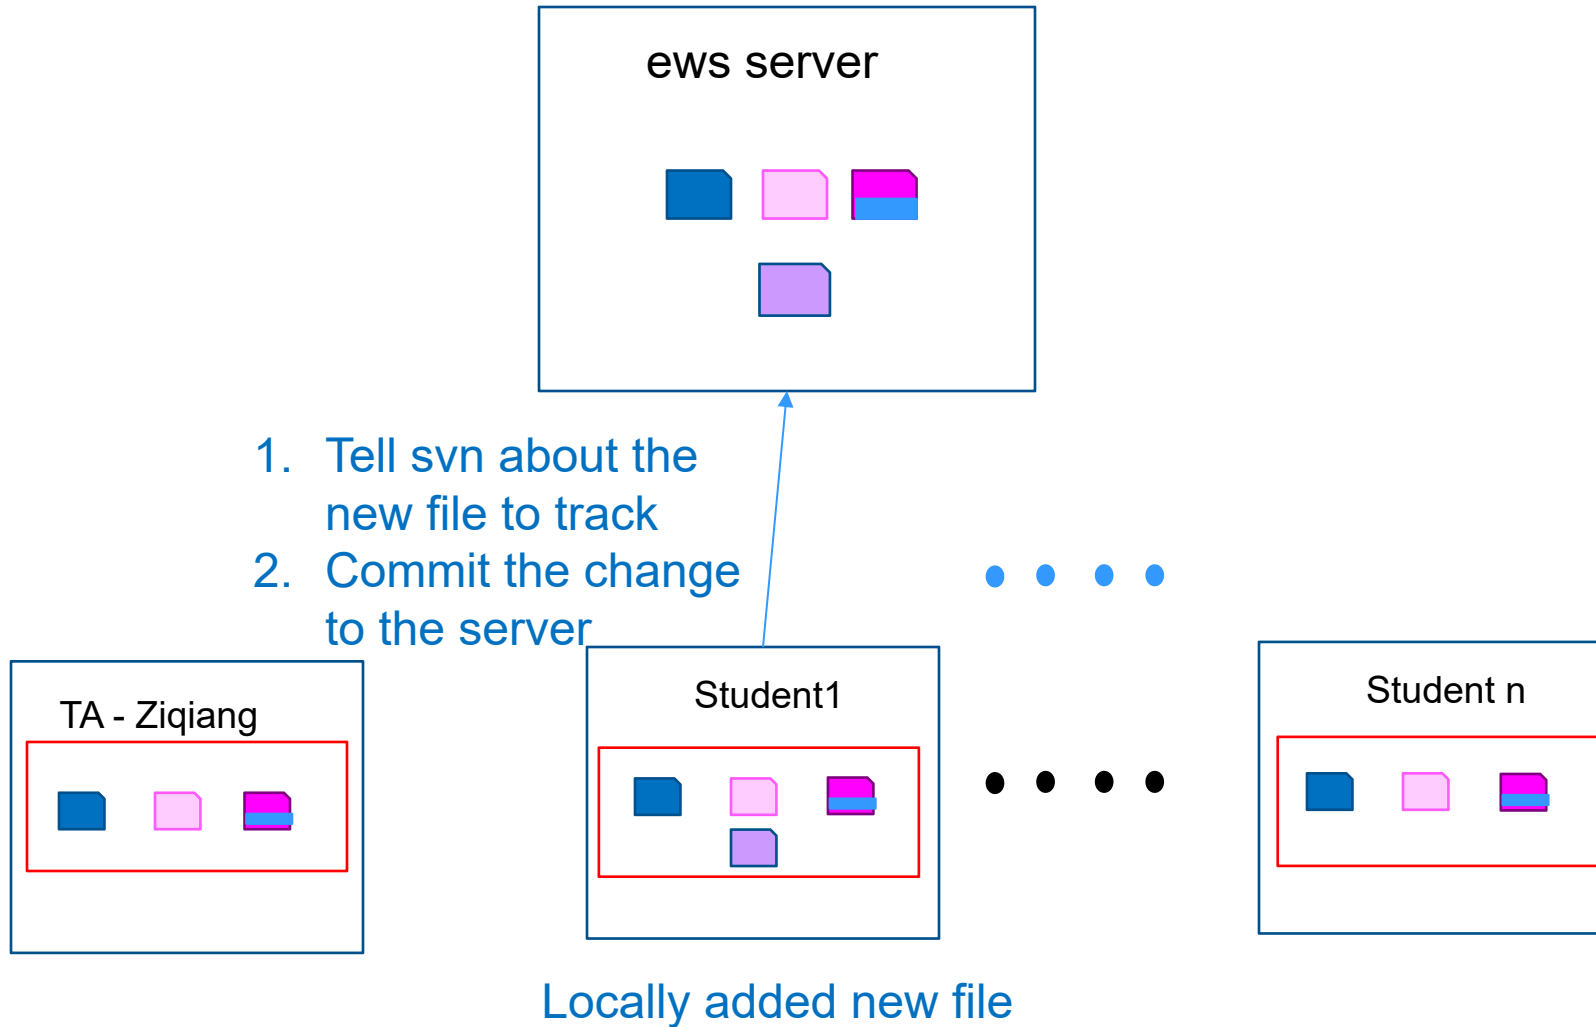 ews server
1. Tell svn about the
new file to track
2. Commit the change
to the server
TA - Ziqiang
Student1
Student n
Locally added new file